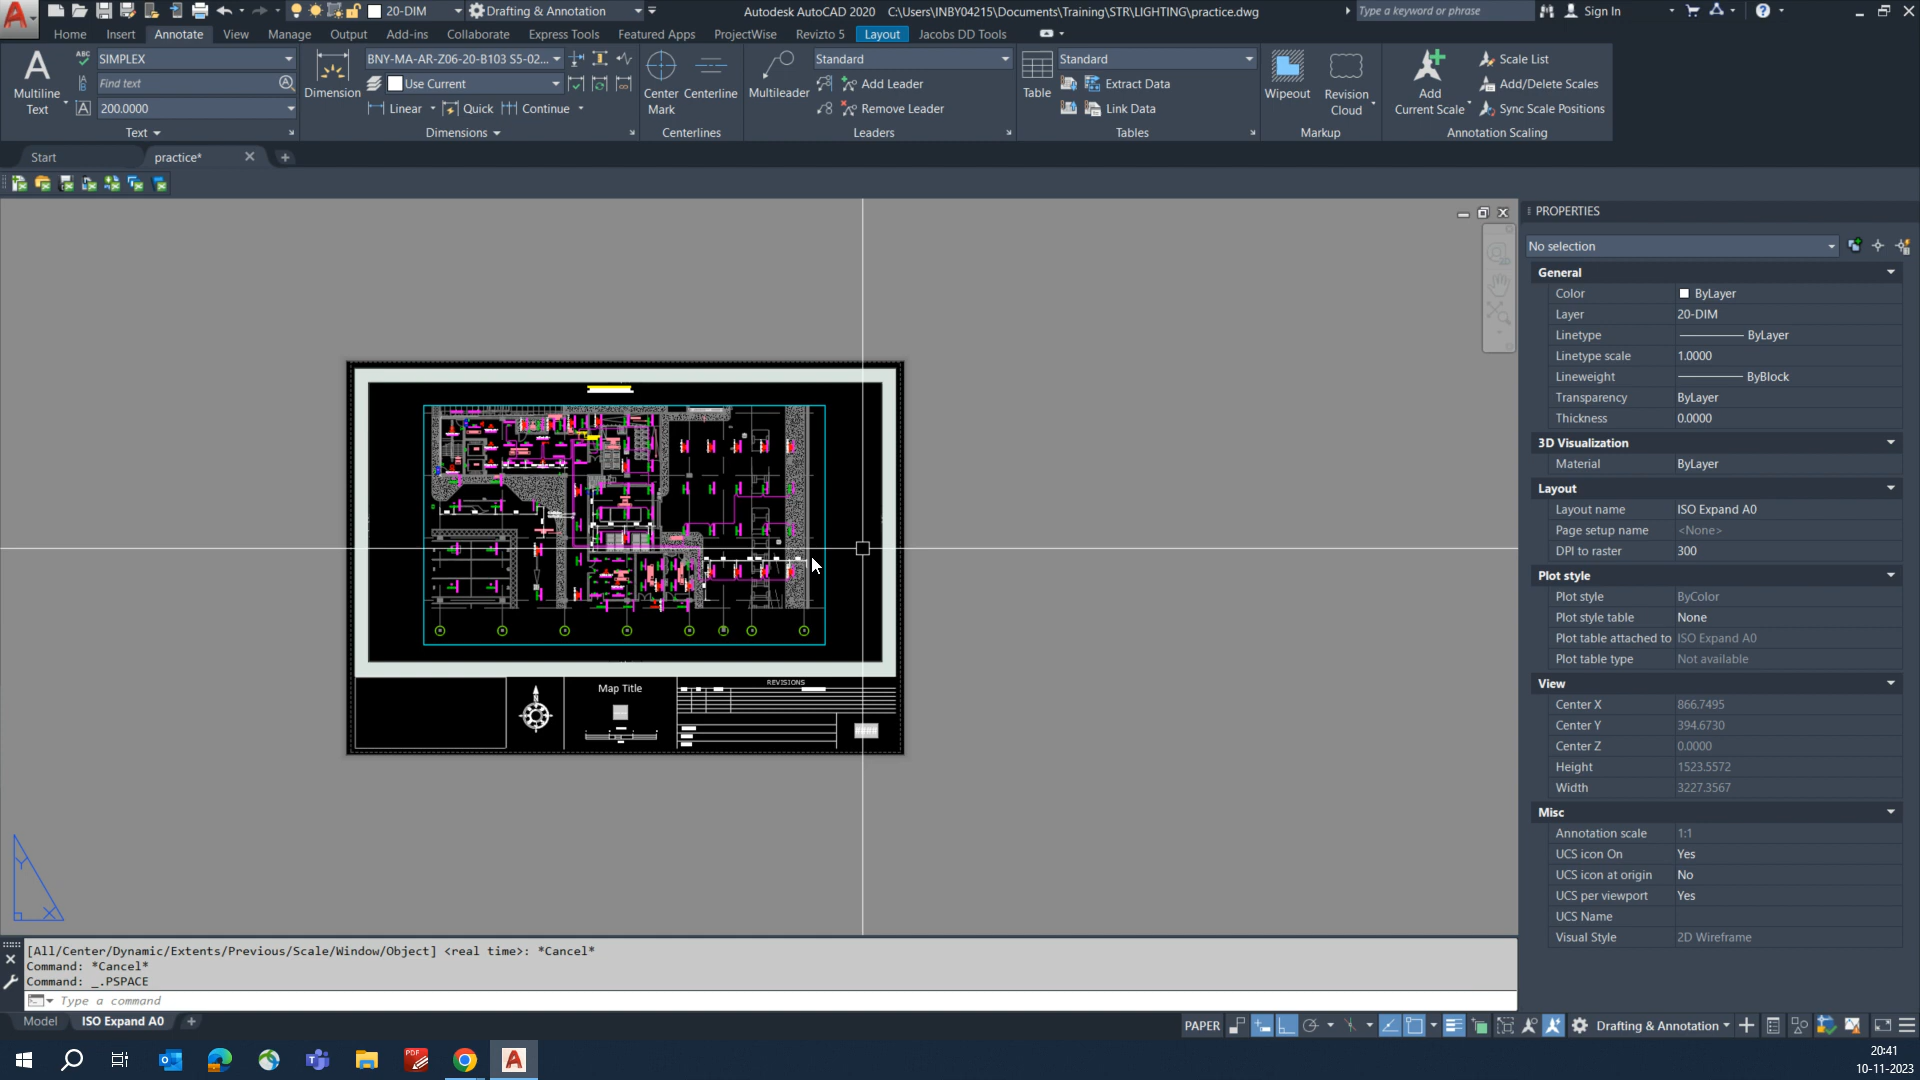 20-DIM
Drafting & Annotation
Autodesk AutoCAD 2020 C:\Users\INBY04215\Documents\Training\STR\LIGHTING\practice.dwg
Type a keyword or phrase
Sign In
Home Insert Annotate View Manage Output Add-ins Collaborate Express Tools Featured Apps ProjectWise Revizto 5 Layout Jacobs DD Tools
Multiline Text
ABC
SIMPLEX
Find text
200.0000
Text
Dimension
BNY-MA-AR-Z06-20-B103 S5-02...
Use Current
Linear Quick Continue
Dimensions
Center Mark
Centerline
Centerlines
Multileader
Standard
Add Leader
Remove Leader
Leaders
Table
Standard
Extract Data
Link Data
Tables
Wipeout
Revision Cloud
Markup
Add Current Scale
Scale List
Add/Delete Scales
Sync Scale Positions
Annotation Scaling
Start
practice*
PROPERTIES
No selection
General
Color ByLayer
Layer 20-DIM
Linetype ByLayer
Linetype scale 1.0000
Lineweight ByBlock
Transparency ByLayer
Thickness 0.0000
3D Visualization
Material ByLayer
Layout
Layout name ISO Expand A0
Page setup name <None>
DPI to raster 300
Plot style
Plot style ByColor
Plot style table None
Plot table attached to ISO Expand A0
Plot table type Not available
View
Center X 866.7495
Center Y 394.6730
Center Z 0.0000
Height 1523.5572
Width 3227.3567
Misc
Annotation scale 1:1
UCS icon On Yes
UCS icon at origin No
UCS per viewport Yes
UCS Name
Visual Style 2D Wireframe
Map Title
REVISIONS
####
Y
X
[All/Center/Dynamic/Extents/Previous/Scale/Window/Object] <real time>: *Cancel*
Command: *Cancel*
Command: _.PSPACE
Type a command
Model
ISO Expand A0
PAPER
Drafting & Annotation
PDF
20:41
10-11-2023